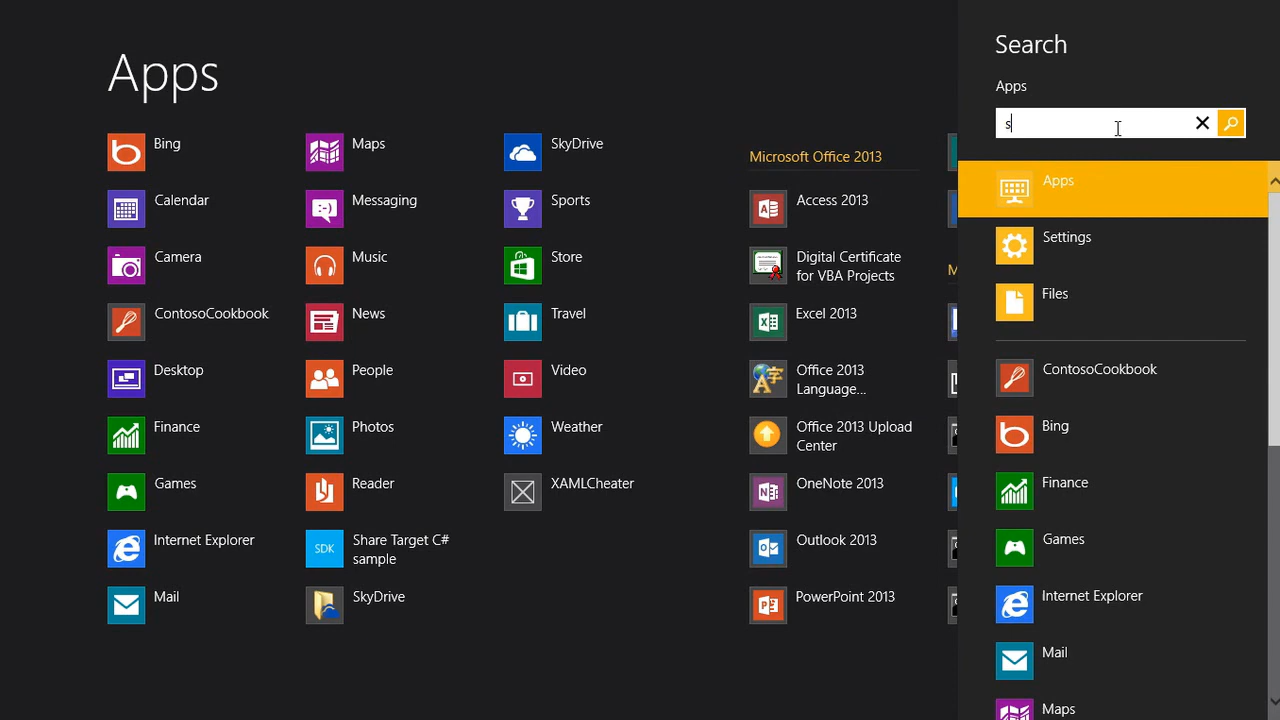 Apps
Bing
Calendar
Camera
ContosoCookbook
Desktop
Finance
Games
Internet Explorer
Mail
Maps
Messaging
Music
News
People
Photos
Reader
SDK
Share Target C#
sample
SkyDrive
SkyDrive
Sports
Store
Travel
Video
Weather
XAMLCheater
Microsoft Office 2013
Access 2013
Digital Certificate
for VBA Projects
Excel 2013
Office 2013
Language...
Office 2013 Upload
Center
OneNote 2013
Outlook 2013
PowerPoint 2013
M
Search
Apps
s
Apps
Settings
Files
ContosoCookbook
Bing
Finance
Games
Internet Explorer
Mail
Maps